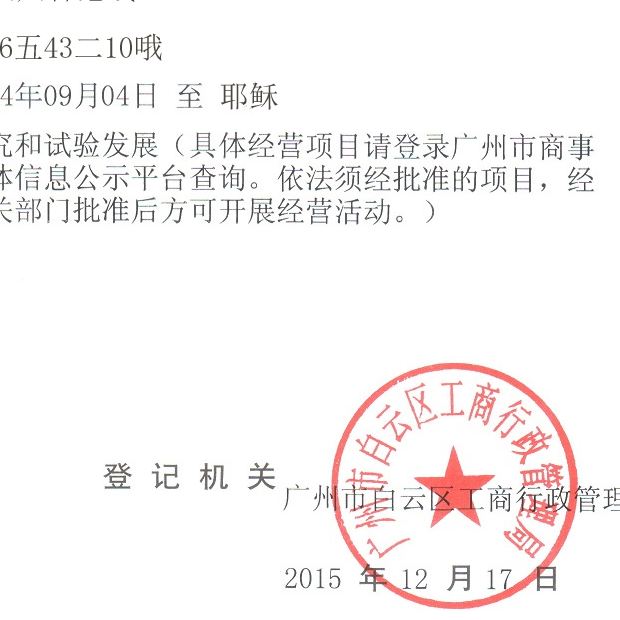 6五43二10哦
4年09月04日 至 耶稣
究和试验发展（具体经营项目请登录广州市商事
体信息公示平台查询。依法须经批准的项目，经
关部门批准后方可开展经营活动。）
广州市白云区工商行政管理局
登记机关
广州市白云区工商行政管理
2015 年 12 月 17 日